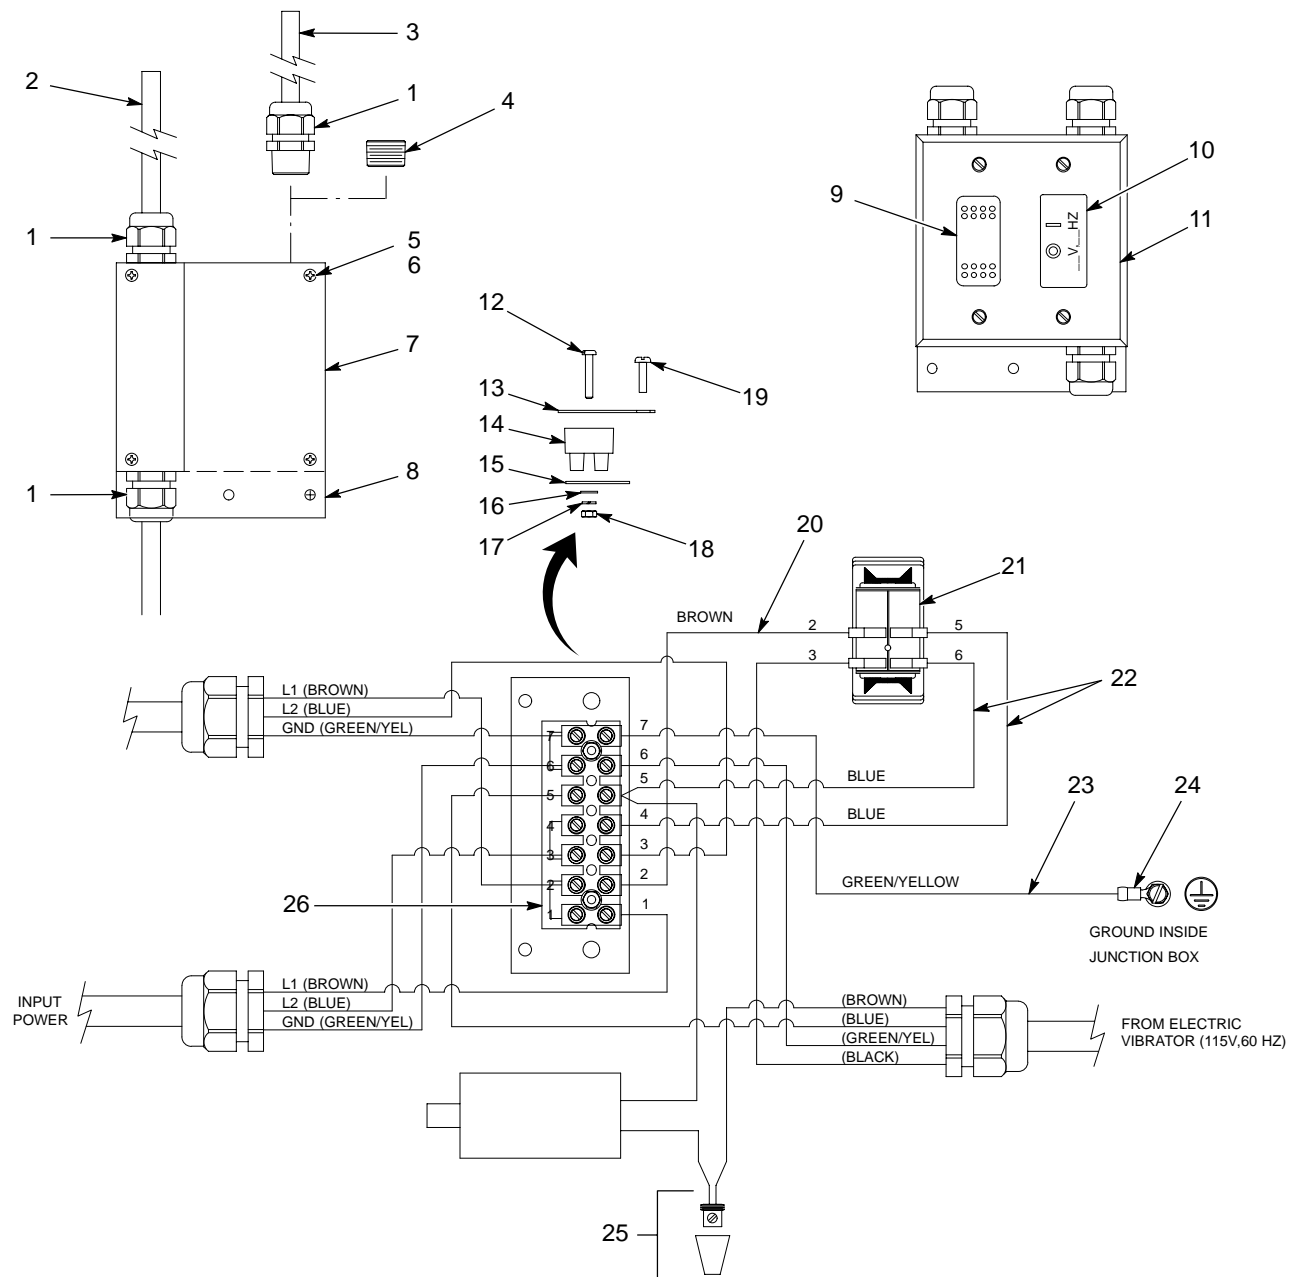 3
2
1
4
1
5
6
7
1
8
9
10
11
__V,__HZ
12
13
14
15
16
17
18
19
20
21
BROWN
2
5
3
6
22
L1 (BROWN)
L2 (BLUE)
GND (GREEN/YEL)
7
7
6
6
5
5
BLUE
4
4
BLUE
3
3
2
2
1
1
23
24
GREEN/YELLOW
26
GROUND INSIDE
JUNCTION BOX
INPUT
POWER
L1 (BROWN)
L2 (BLUE)
GND (GREEN/YEL)
(BROWN)
(BLUE)
(GREEN/YEL)
(BLACK)
FROM ELECTRIC
VIBRATOR (115V,60 HZ)
25